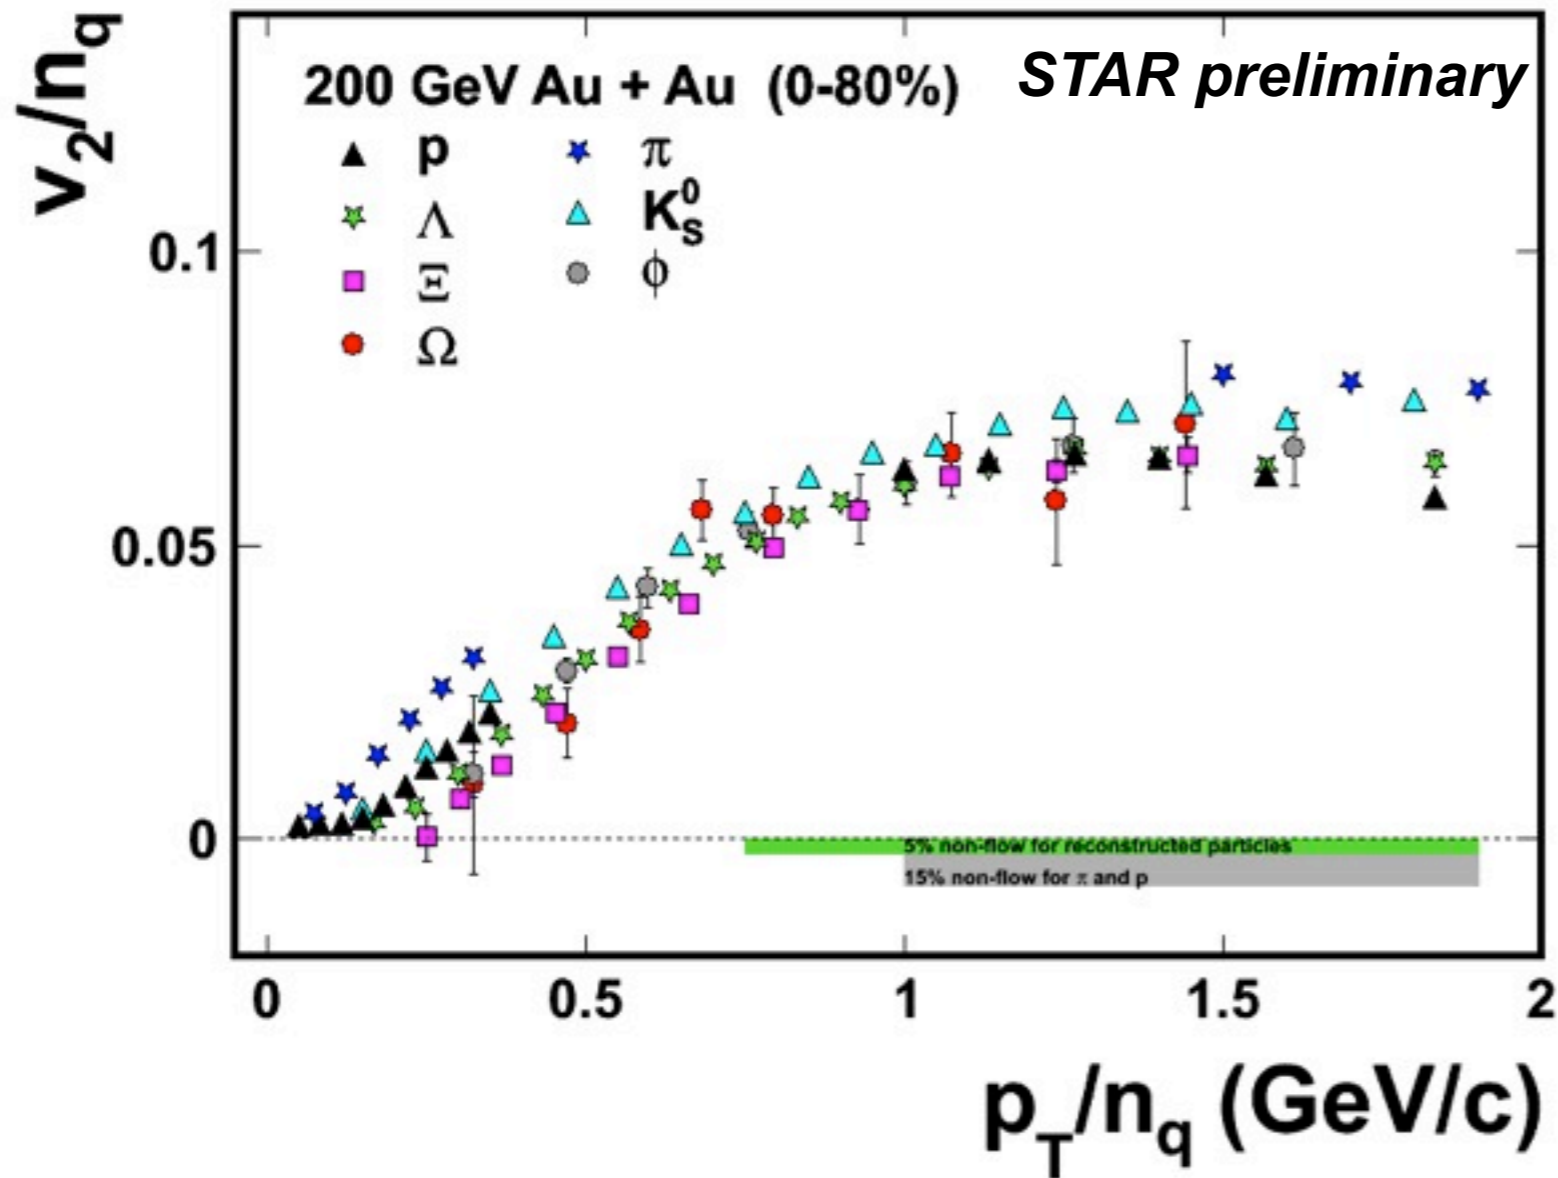 v2/nq
200 GeV Au + Au (0-80%)
STAR preliminary
p
π
Λ
K0S
Ξ
ϕ
Ω
0.1
0.05
0
5% non-flow for reconstructed particles
15% non-flow for π and p
0
0.5
1
1.5
2
pT/nq (GeV/c)